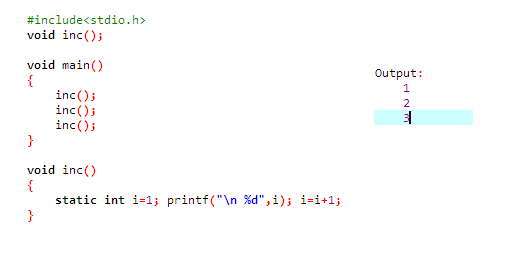 #include<stdio.h>
void inc();
void main()
{
inc();
inc();
inc();
}
void inc()
{
static int i=1; printf("\n %d",i); i=i+1;
}
Output:
1
2
3